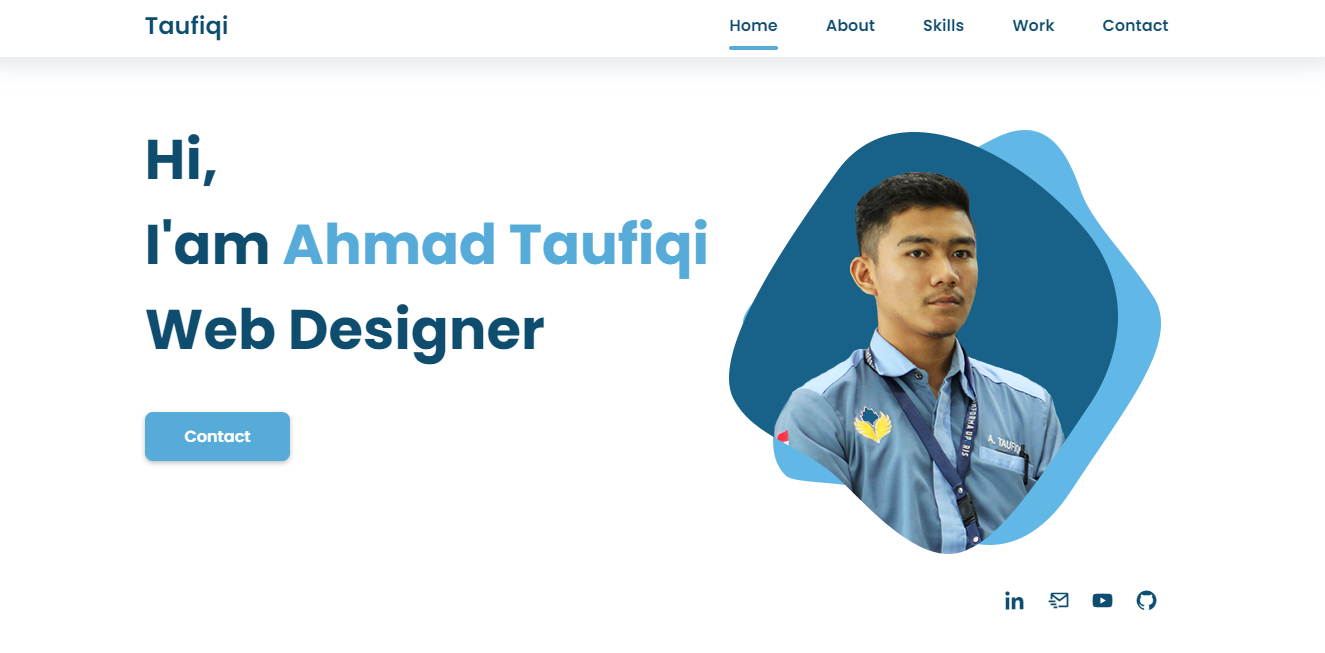 Taufiqi
Home About Skills Work Contact
Hi,
I'am Ahmad Taufiqi
Web Designer
Contact
A. TAUFIQ
in